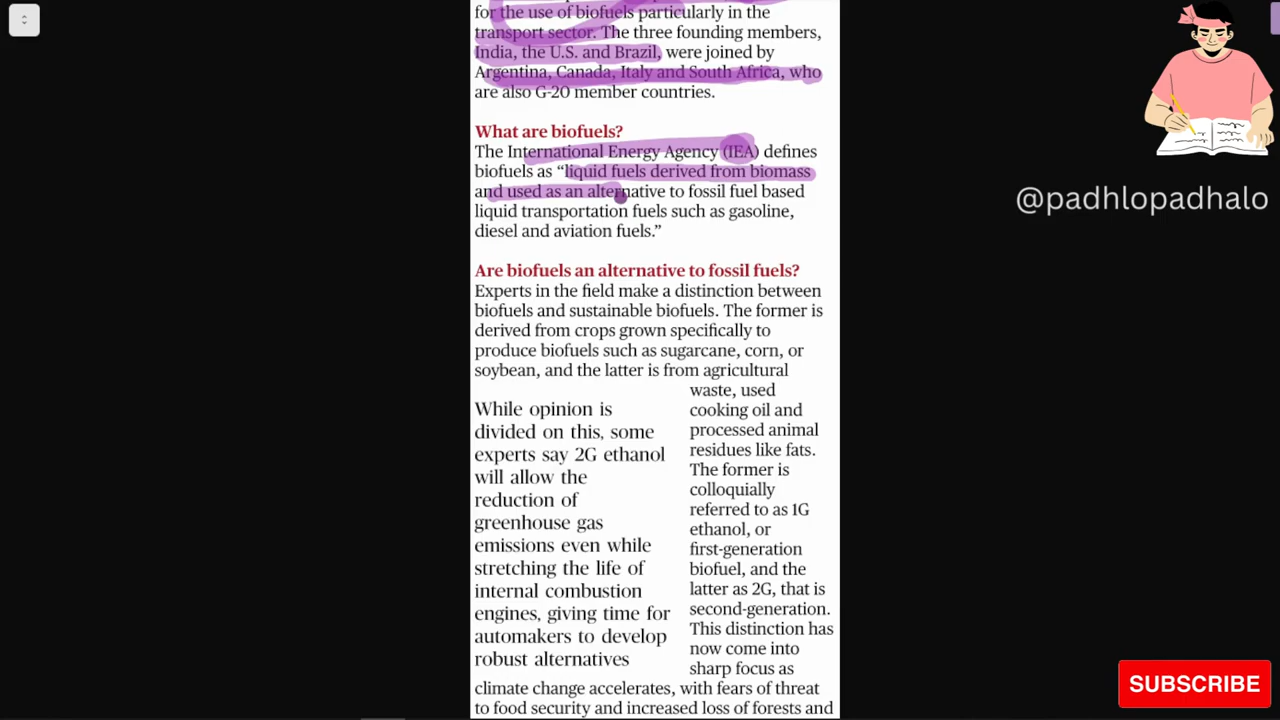 for the use of biofuels particularly in the
transport sector. The three founding members,
India, the U.S. and Brazil, were joined by
Argentina, Canada, Italy and South Africa, who
are also G-20 member countries.
What are biofuels?
The International Energy Agency (IEA) defines
biofuels as “liquid fuels derived from biomass
and used as an alternative to fossil fuel based
liquid transportation fuels such as gasoline,
diesel and aviation fuels.”
Are biofuels an alternative to fossil fuels?
Experts in the field make a distinction between
biofuels and sustainable biofuels. The former is
derived from crops grown specifically to
produce biofuels such as sugarcane, corn, or
soybean, and the latter is from agricultural
waste, used
cooking oil and
processed animal
residues like fats.
The former is
colloquially
referred to as 1G
ethanol, or
first-generation
biofuel, and the
latter as 2G, that is
second-generation.
This distinction has
now come into
sharp focus as
climate change accelerates, with fears of threat
to food security and increased loss of forests and
While opinion is
divided on this, some
experts say 2G ethanol
will allow the
reduction of
greenhouse gas
emissions even while
stretching the life of
internal combustion
engines, giving time for
automakers to develop
robust alternatives
@padhlopadhalo
SUBSCRIBE